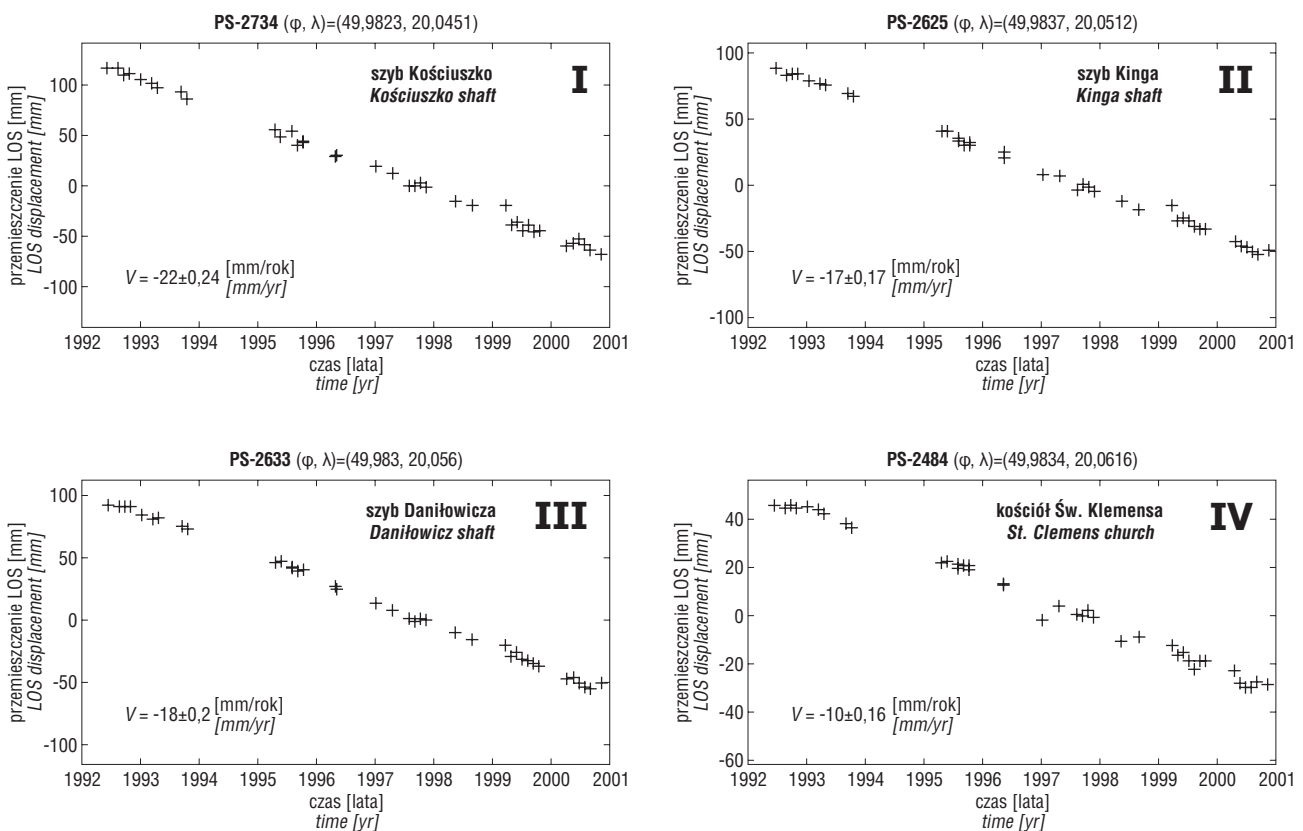 PS-2734 (φ, λ)=(49,9823, 20,0451)
przemieszczenie LOS [mm]
LOS displacement [mm]
100
50
0
-50
-100
szyb Kościuszko
Kościuszko shaft
I
V = -22±0,24 [mm/rok]
[mm/yr]
1992 1993 1994 1995 1996 1997 1998 1999 2000 2001
czas [lata]
time [yr]
PS-2625 (φ, λ)=(49,9837, 20,0512)
przemieszczenie LOS [mm]
LOS displacement [mm]
100
50
0
-50
-100
szyb Kinga
Kinga shaft
II
V = -17±0,17 [mm/rok]
[mm/yr]
1992 1993 1994 1995 1996 1997 1998 1999 2000 2001
czas [lata]
time [yr]
PS-2633 (φ, λ)=(49,983, 20,056)
przemieszczenie LOS [mm]
LOS displacement [mm]
100
50
0
-50
-100
szyb Daniłowicza
Daniłowicz shaft
III
V = -18±0,2 [mm/rok]
[mm/yr]
1992 1993 1994 1995 1996 1997 1998 1999 2000 2001
czas [lata]
time [yr]
PS-2484 (φ, λ)=(49,9834, 20,0616)
przemieszczenie LOS [mm]
LOS displacement [mm]
40
20
0
-20
-40
-60
kościół Św. Klemensa
St. Clemens church
IV
V = -10±0,16 [mm/rok]
[mm/yr]
1992 1993 1994 1995 1996 1997 1998 1999 2000 2001
czas [lata]
time [yr]